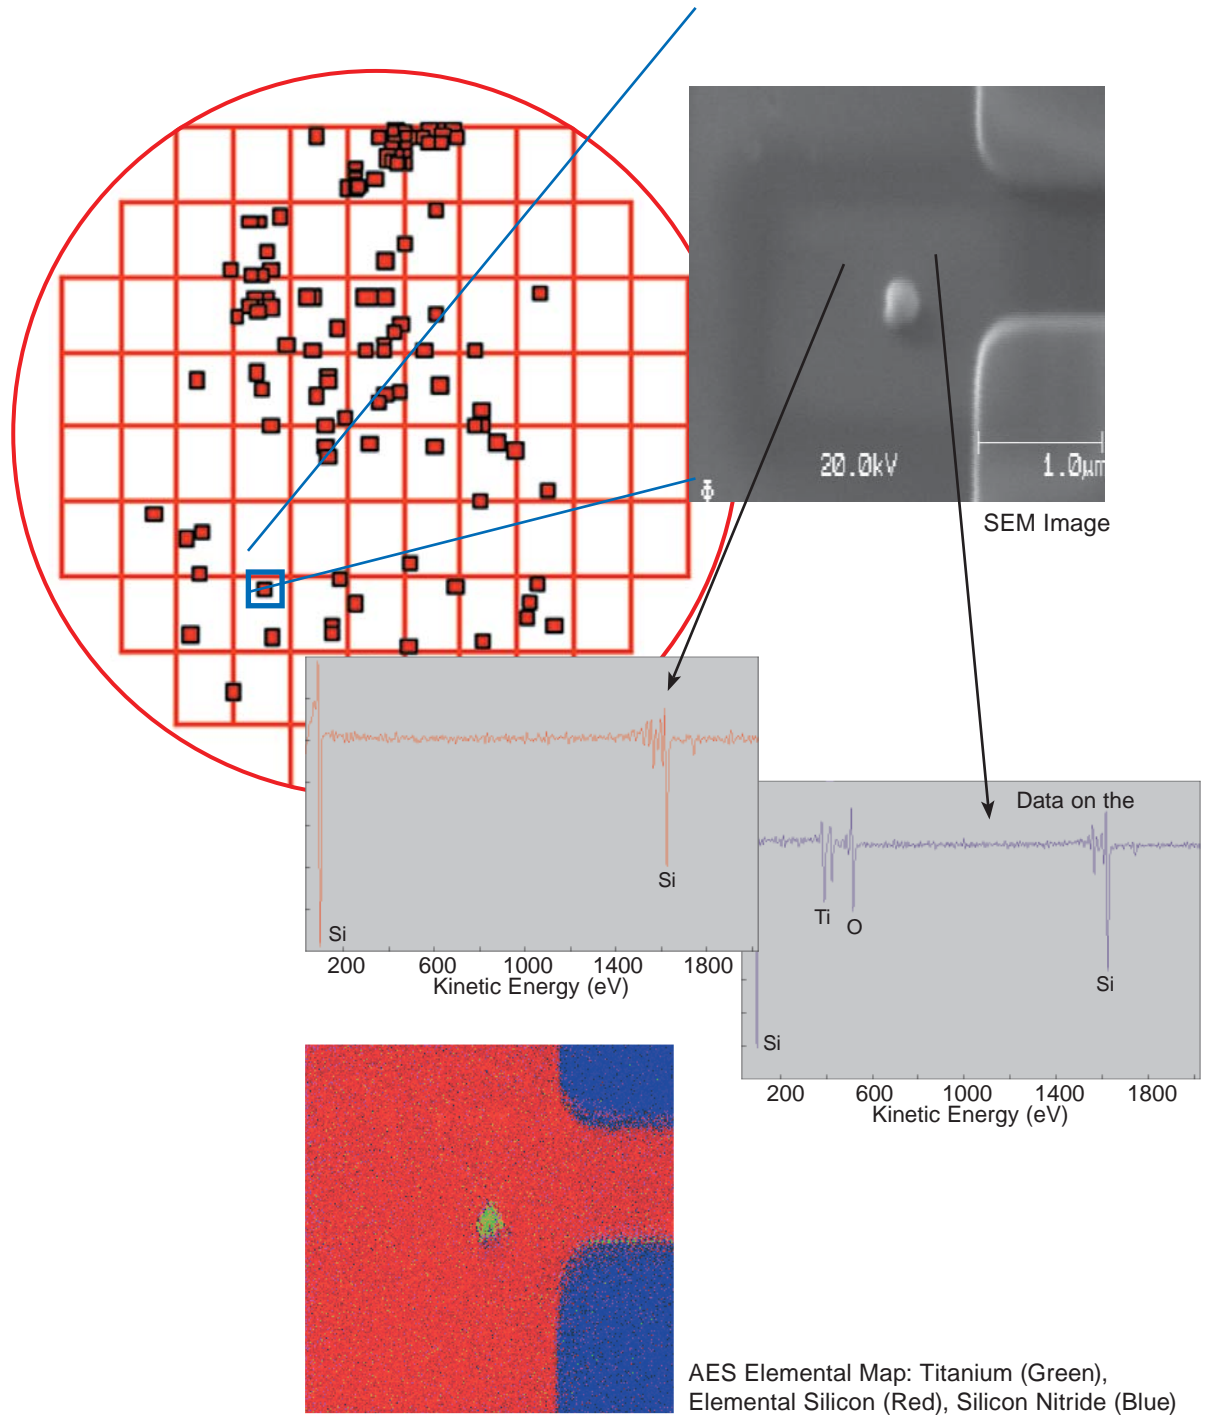 20.0kV
1.0µm
Φ
SEM Image
Data on the
Si
Si
200 600 1000 1400 1800
Kinetic Energy (eV)
Ti
O
Si
Si
200 600 1000 1400 1800
Kinetic Energy (eV)
AES Elemental Map: Titanium (Green),
Elemental Silicon (Red), Silicon Nitride (Blue)